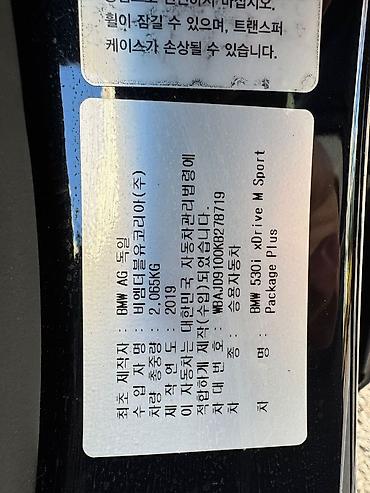 바퀴가 잠길 수 있으며, 트랜스퍼
케이스가 손상될 수 있습니다.
최초 제작자 : BMW AG 독일
수 입 자 명 : 비엠더블유코리아(주)
차량 총중량 : 2,065KG
제 작 연 도 : 2019
이 자동차는 대한민국 자동차관리법령에
적합하게 제작(수입)되었습니다.
차 대 번 호 : WBAJD9100KB278719
차 종 : 승용자동차
차 명 : BMW 530i xDrive M Sport
Package Plus